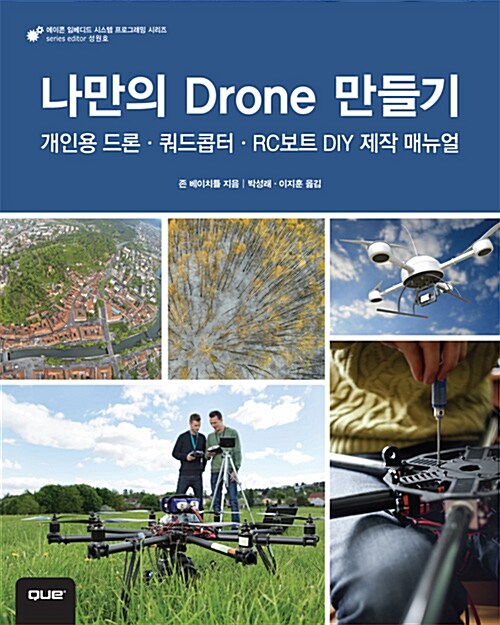 에이콘 임베디드 시스템 프로그래밍 시리즈
series editor 성원호
나만의 Drone 만들기
개인용 드론 · 쿼드콥터 · RC보트 DIY 제작 매뉴얼
존 베이치틀 지음 | 박성래 · 이지훈 옮김
QUE®